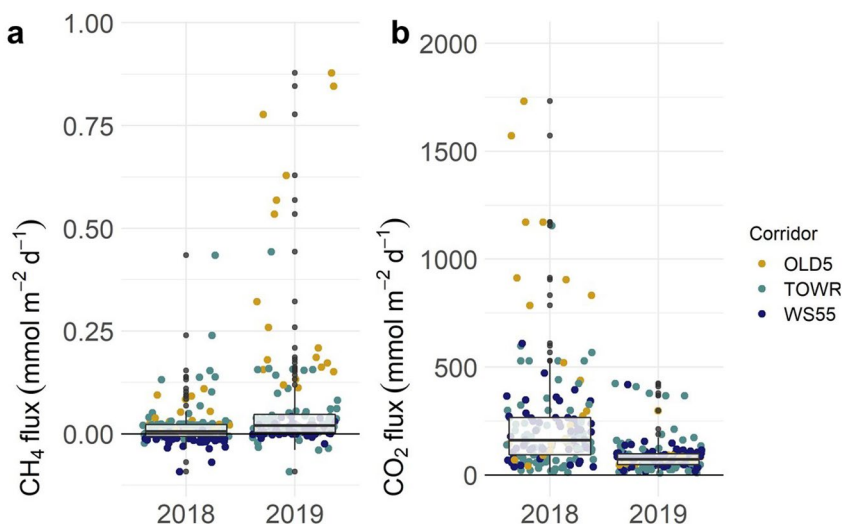 a
1.00
0.75
0.50
0.25
0.00
CH₄ flux (mmol m⁻² d⁻¹)
2018 2019
b
2000
1500
1000
500
0
CO₂ flux (mmol m⁻² d⁻¹)
2018 2019
Corridor
OLD5
TOWR
WS55